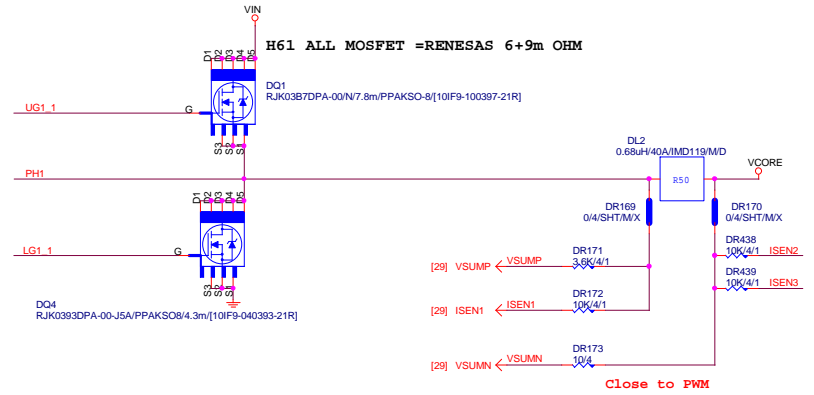 VIN
H61 ALL MOSFET =RENESAS 6+9m OHM
D1 D2 D3 D4 D5
DQ1
RJK03B7DPA-00/N/7.8m/PPAKSO-8/[10IF9-100397-21R]
UG1_1
G
S3 S2 S1
DL2
0.68uH/40A/IMD119/M/D
VCORE
PH1
R50
D1 D2 D3 D4 D5
DR169
0/4/SHT/M/X
DR170
0/4/SHT/M/X
LG1_1
G
DR438
10K/4/1
ISEN2
DR171
3.6K/4/1
[29] VSUMP
VSUMP
DR439
10K/4/1
ISEN3
S3 S2 S1
DQ4
RJK0393DPA-00-J5A/PPAKSO8/4.3m/[10IF9-040393-21R]
DR172
10K/4/1
[29] ISEN1
ISEN1
DR173
10/4
[29] VSUMN
VSUMN
Close to PWM